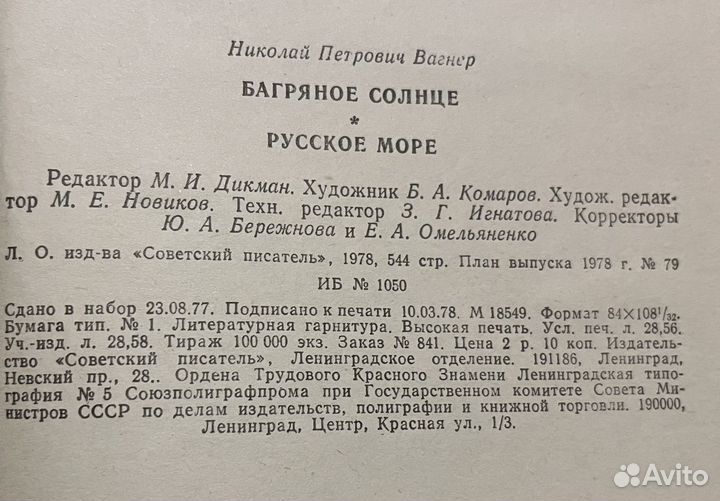 Николай Петрович Вагнер
БАГРЯНОЕ СОЛНЦЕ
*
РУССКОЕ МОРЕ
Редактор М. И. Дикман. Художник Б. А. Комаров. Худож. редак-
тор М. Е. Новиков. Техн. редактор З. Г. Игнатова. Корректоры
Ю. А. Бережнова и Е. А. Омельяненко
Л. О. изд-ва «Советский писатель», 1978, 544 стр. План выпуска 1978 г. № 79
ИБ № 1050
Сдано в набор 23.08.77. Подписано к печати 10.03.78. М 18549. Формат 84×108¹/₃₂.
Бумага тип. № 1. Литературная гарнитура. Высокая печать. Усл. печ. л. 28,56.
Уч.-изд. л. 28,58. Тираж 100 000 экз. Заказ № 841. Цена 2 р. 10 коп. Издатель-
ство «Советский писатель», Ленинградское отделение. 191186, Ленинград,
Невский пр., 28.. Ордена Трудового Красного Знамени Ленинградская типо-
графия № 5 Союзполиграфпрома при Государственном комитете Совета Ми-
нистров СССР по делам издательств, полиграфии и книжной торговли. 190000,
Ленинград, Центр, Красная ул., 1/3.
Avito